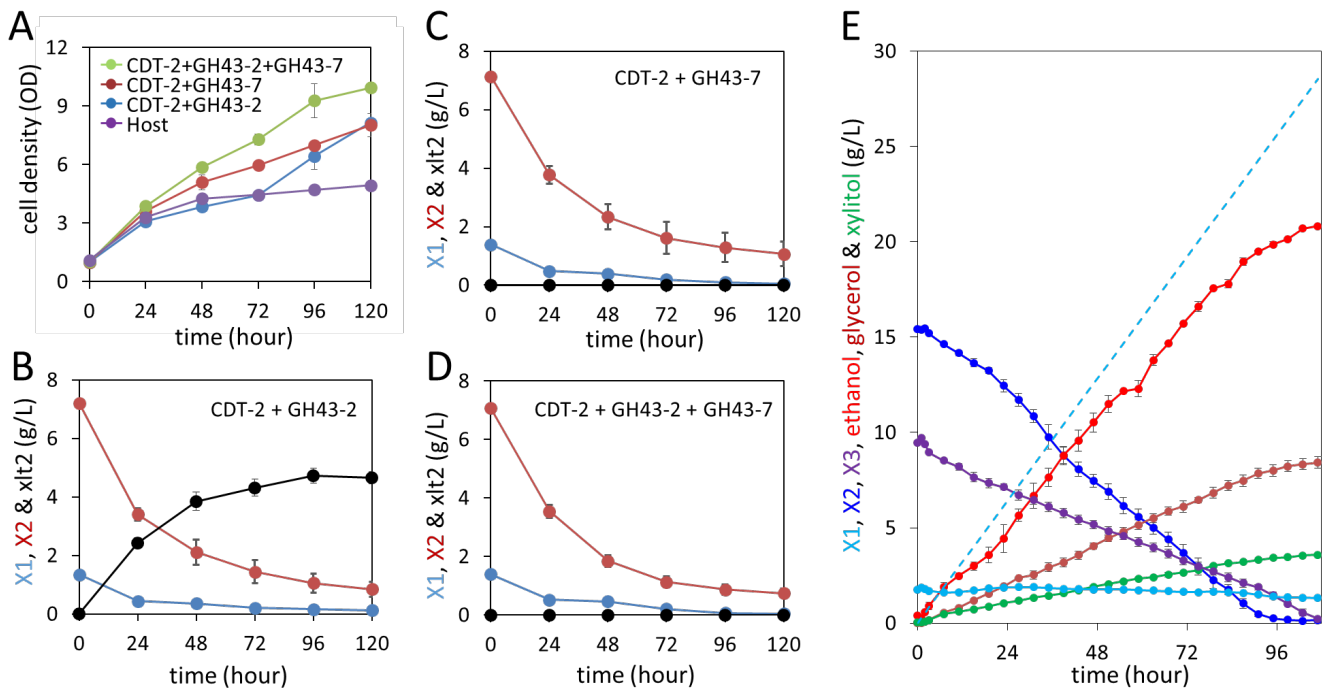 A
cell density (OD)
12
9
6
3
0
CDT-2+GH43-2+GH43-7
CDT-2+GH43-7
CDT-2+GH43-2
Host
0 24 48 72 96 120
time (hour)
B
X1, X2 & xlt2 (g/L)
8
6
4
2
0
CDT-2 + GH43-2
0 24 48 72 96 120
time (hour)
C
X1, X2 & xlt2 (g/L)
8
6
4
2
0
CDT-2 + GH43-7
0 24 48 72 96 120
time (hour)
D
X1, X2 & xlt2 (g/L)
8
6
4
2
0
CDT-2 + GH43-2 + GH43-7
0 24 48 72 96 120
time (hour)
E
X1, X2, X3, ethanol, glycerol & xylitol (g/L)
30
25
20
15
10
5
0
0 24 48 72 96
time (hour)